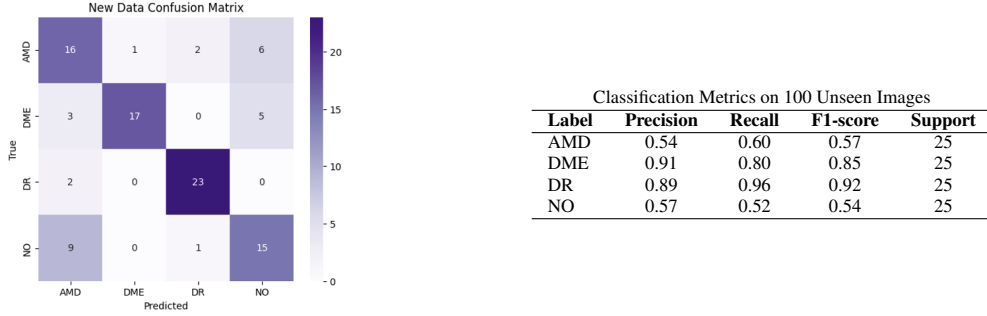 New Data Confusion Matrix
AMD 16 1 2 6
DME 3 17 0 5
DR 2 0 23 0
NO 9 0 1 15
True
AMD DME DR NO
Predicted
20
15
10
5
0
Classification Metrics on 100 Unseen Images
Label Precision Recall F1-score Support
AMD 0.54 0.60 0.57 25
DME 0.91 0.80 0.85 25
DR 0.89 0.96 0.92 25
NO 0.57 0.52 0.54 25